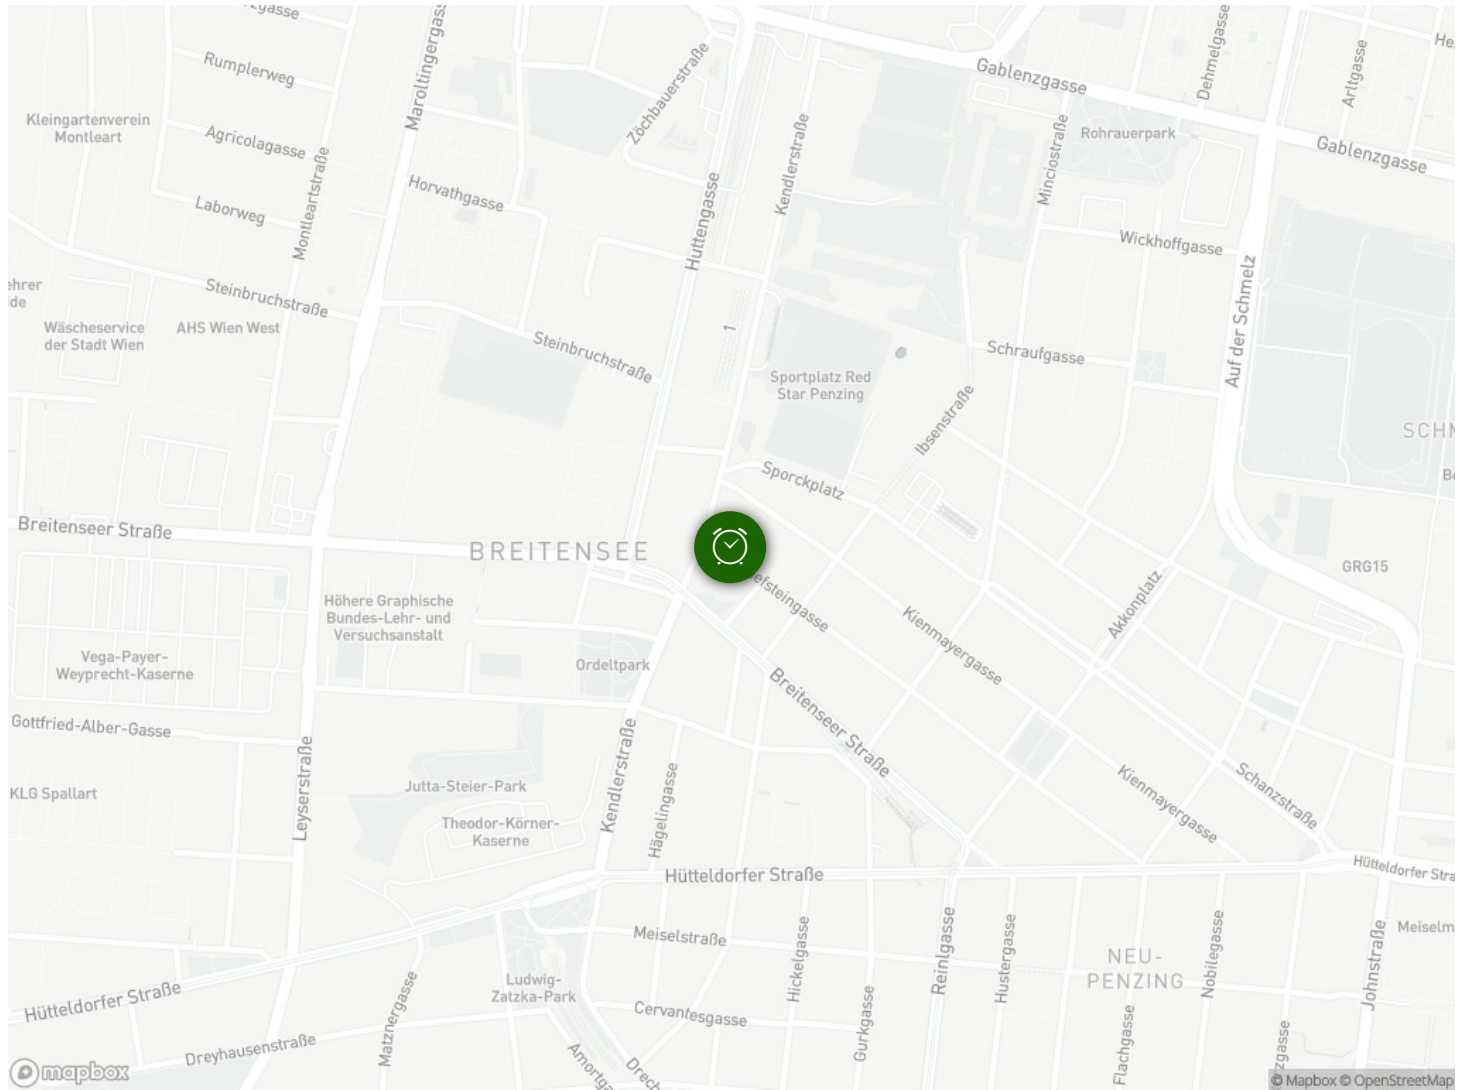 Rumplerweg
Kleingartenverein
Montleart
Agricolagasse
Laborweg
Montleartstraße
Horvathgasse
Zöchbauerstraße
Huttengasse
Kendlerstraße
Gablenzgasse
Dehmelgasse
Arltgasse
Rohrauerpark
Gablenzgasse
Minciostraße
Wickhoffgasse
Auf der Schmelz
Steinbruchstraße
Wäscheservice
der Stadt Wien
AHS Wien West
Steinbruchstraße
1
Schraufgasse
Sportplatz Red
Star Penzing
Ibsenstraße
Sporckplatz
Breitenseer Straße
BREITENSEE
GRG15
Höhere Graphische
Bundes-Lehr- und
Versuchsanstalt
Kienmayergasse
Akkonplatz
Vega-Payer-
Weyprecht-Kaserne
Ordeltpark
Breitenseer Straße
Gottfried-Alber-Gasse
Leyserstraße
Kendlerstraße
Hägelingasse
Jutta-Steier-Park
KLG Spallart
Theodor-Körner-
Kaserne
Kienmayergasse
Schanzstraße
Hütteldorfer Straße
Hütteldorfer Stra
Meiselstraße
Hickelgasse
Reinlgasse
Hustergasse
NEU-
PENZING
Nobilegasse
Johnstraße
Ludwig-
Zatzka-Park
Hütteldorfer Straße
Matznergasse
Cervantesgasse
Gurkgasse
Flachgasse
Dreyhausenstraße
mapbox
© Mapbox © OpenStreetMap